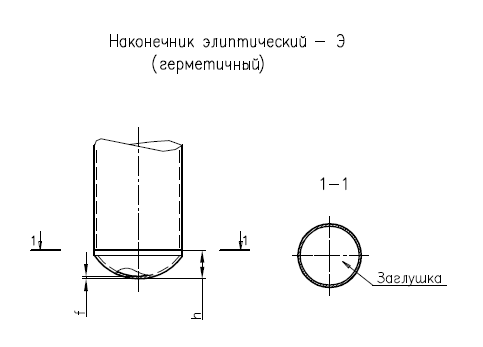 Наконечник элиптический – Э
(герметичный)
1–1
1
1
Заглушка
f
h